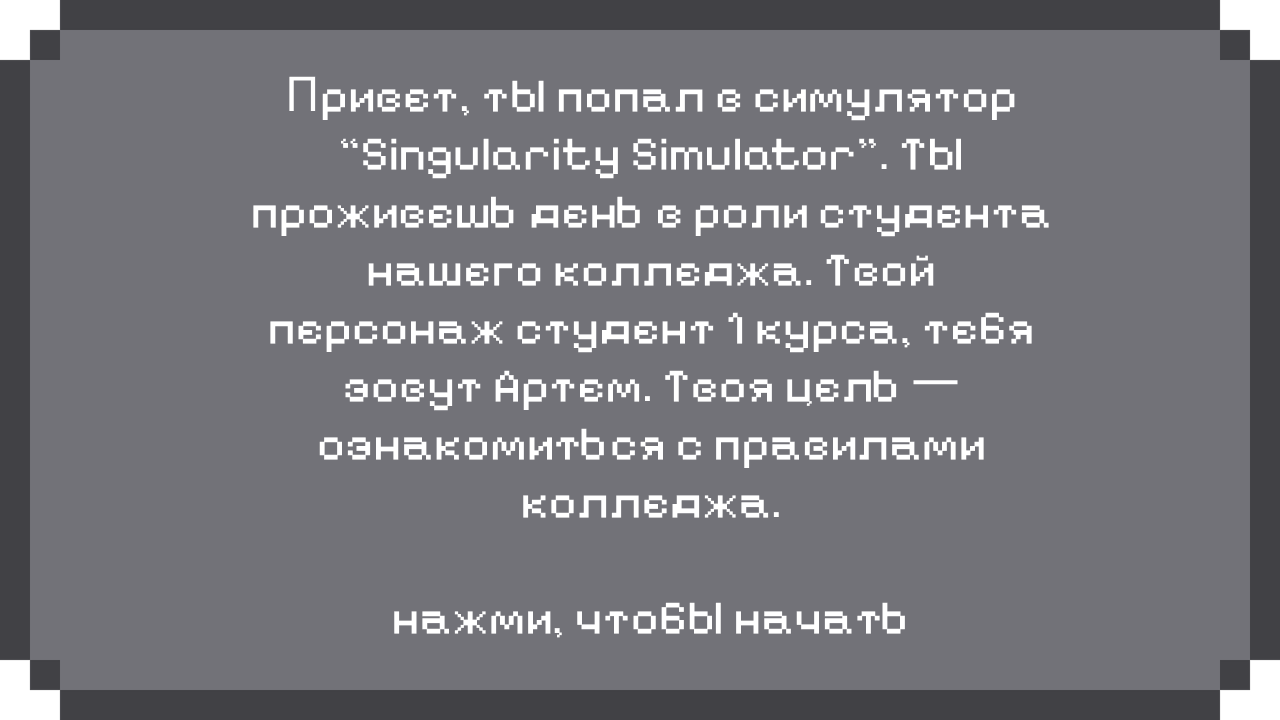 Привет, ты попал в симулятор
“Singularity Simulator”. Ты
проживешь день в роли студента
нашего колледжа. Твой
персонаж студент 1 курса, тебя
зовут Артем. Твоя цель —
ознакомиться с правилами
колледжа.
нажми, чтобы начать